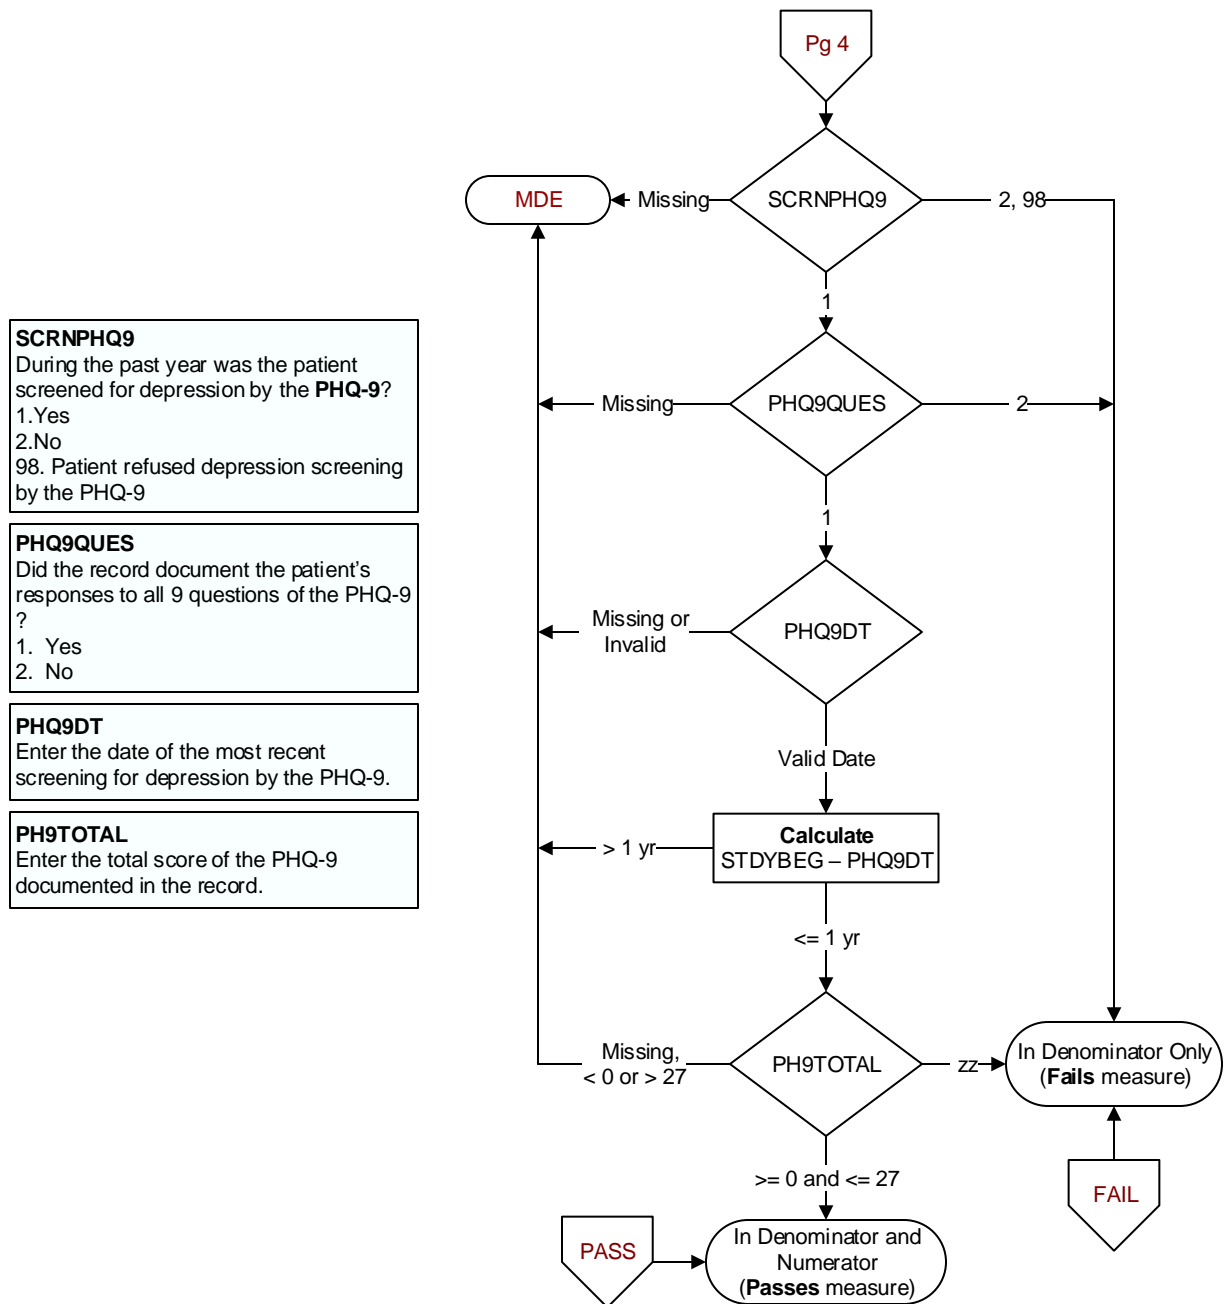 Pg 4
SCRNPHQ9
MDE
Missing
2, 98
1
PHQ9QUES
Missing
2
1
PHQ9DT
Missing or
Invalid
Valid Date
Calculate
STDYBEG – PHQ9DT
> 1 yr
<= 1 yr
PH9TOTAL
Missing,
< 0 or > 27
zz
In Denominator Only
(Fails measure)
>= 0 and <= 27
FAIL
PASS
In Denominator and
Numerator
(Passes measure)
SCRNPHQ9
During the past year was the patient
screened for depression by the PHQ-9?
1.Yes
2.No
98. Patient refused depression screening
by the PHQ-9
PHQ9QUES
Did the record document the patient's
responses to all 9 questions of the PHQ-9
?
1. Yes
2. No
PHQ9DT
Enter the date of the most recent
screening for depression by the PHQ-9.
PH9TOTAL
Enter the total score of the PHQ-9
documented in the record.